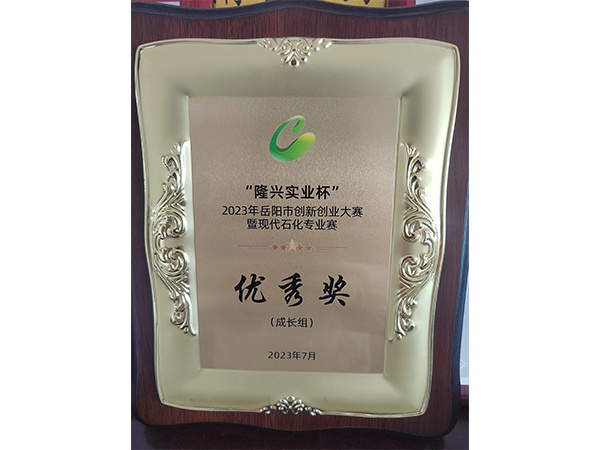 “隆兴实业杯”
2023年岳阳市创新创业大赛
暨现代石化专业赛
优秀奖
(成长组)
2023年7月